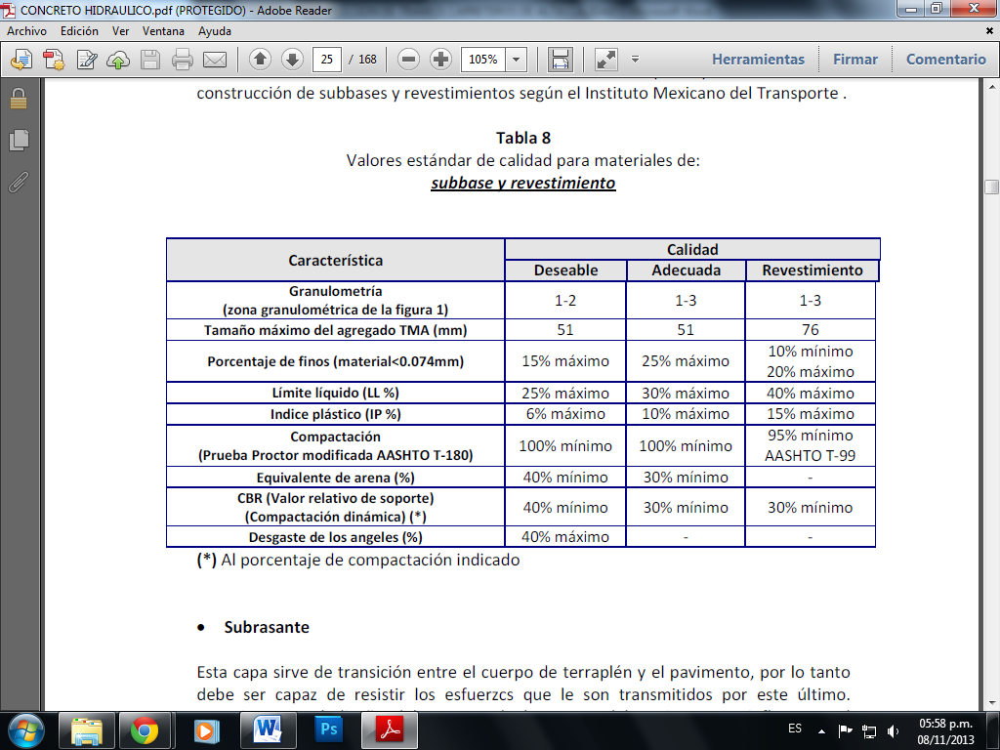 CONCRETO HIDRAULICO.pdf (PROTEGIDO) - Adobe Reader
Archivo Edición Ver Ventana Ayuda
25 / 168 105% Herramientas Firmar Comentario
construcción de subbases y revestimientos según el Instituto Mexicano del Transporte .
Tabla 8
Valores estándar de calidad para materiales de:
subbase y revestimiento
Característica Calidad
Deseable Adecuada Revestimiento
Granulometría
(zona granulométrica de la figura 1) 1-2 1-3 1-3
Tamaño máximo del agregado TMA (mm) 51 51 76
Porcentaje de finos (material<0.074mm) 15% máximo 25% máximo 10% mínimo
20% máximo
Límite líquido (LL %) 25% máximo 30% máximo 40% máximo
Indice plástico (IP %) 6% máximo 10% máximo 15% máximo
Compactación
(Prueba Proctor modificada AASHTO T-180) 100% mínimo 100% mínimo 95% mínimo
AASHTO T-99
Equivalente de arena (%) 40% mínimo 30% mínimo -
CBR (Valor relativo de soporte)
(Compactación dinámica) (*) 40% mínimo 30% mínimo 30% mínimo
Desgaste de los angeles (%) 40% máximo - -
(*) Al porcentaje de compactación indicado
• Subrasante
Esta capa sirve de transición entre el cuerpo de terraplén y el pavimento, por lo tanto
debe ser capaz de resistir los esfuerzcs que le son transmitidos por este último.
Ps
ES
05:58 p.m.
08/11/2013